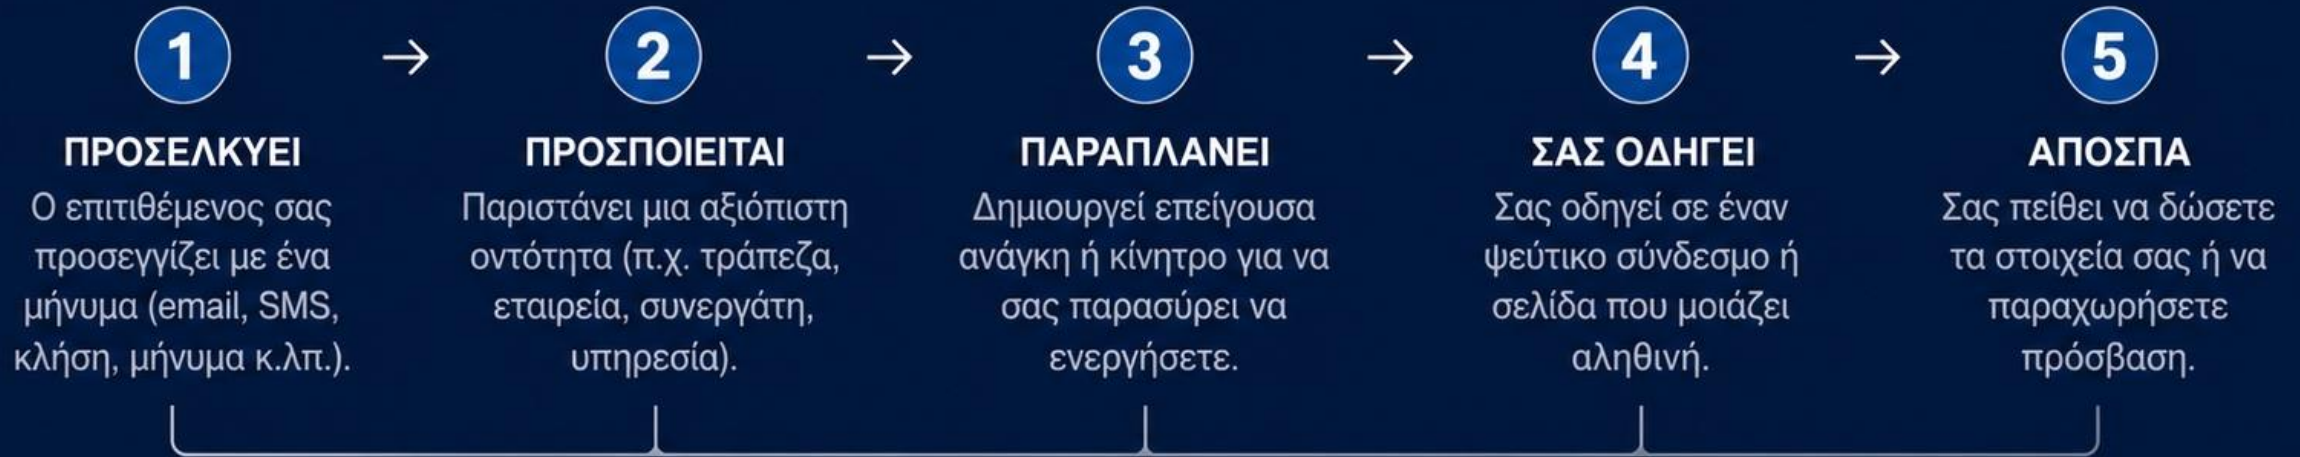 1
ΠΡΟΣΕΛΚΥΕΙ
Ο επιτιθέμενος σας
προσεγγίζει με ένα
μήνυμα (email, SMS,
κλήση, μήνυμα κ.λπ.).
2
ΠΡΟΣΠΟΙΕΙΤΑΙ
Παριστάνει μια αξιόπιστη
οντότητα (π.χ. τράπεζα,
εταιρεία, συνεργάτη,
υπηρεσία).
3
ΠΑΡΑΠΛΑΝΕΙ
Δημιουργεί επείγουσα
ανάγκη ή κίνητρο για να
σας παρασύρει να
ενεργήσετε.
4
ΣΑΣ ΟΔΗΓΕΙ
Σας οδηγεί σε έναν
ψεύτικο σύνδεσμο ή
σελίδα που μοιάζει
αληθινή.
5
ΑΠΟΣΠΑ
Σας πείθει να δώσετε
τα στοιχεία σας ή να
παραχωρήσετε
πρόσβαση.